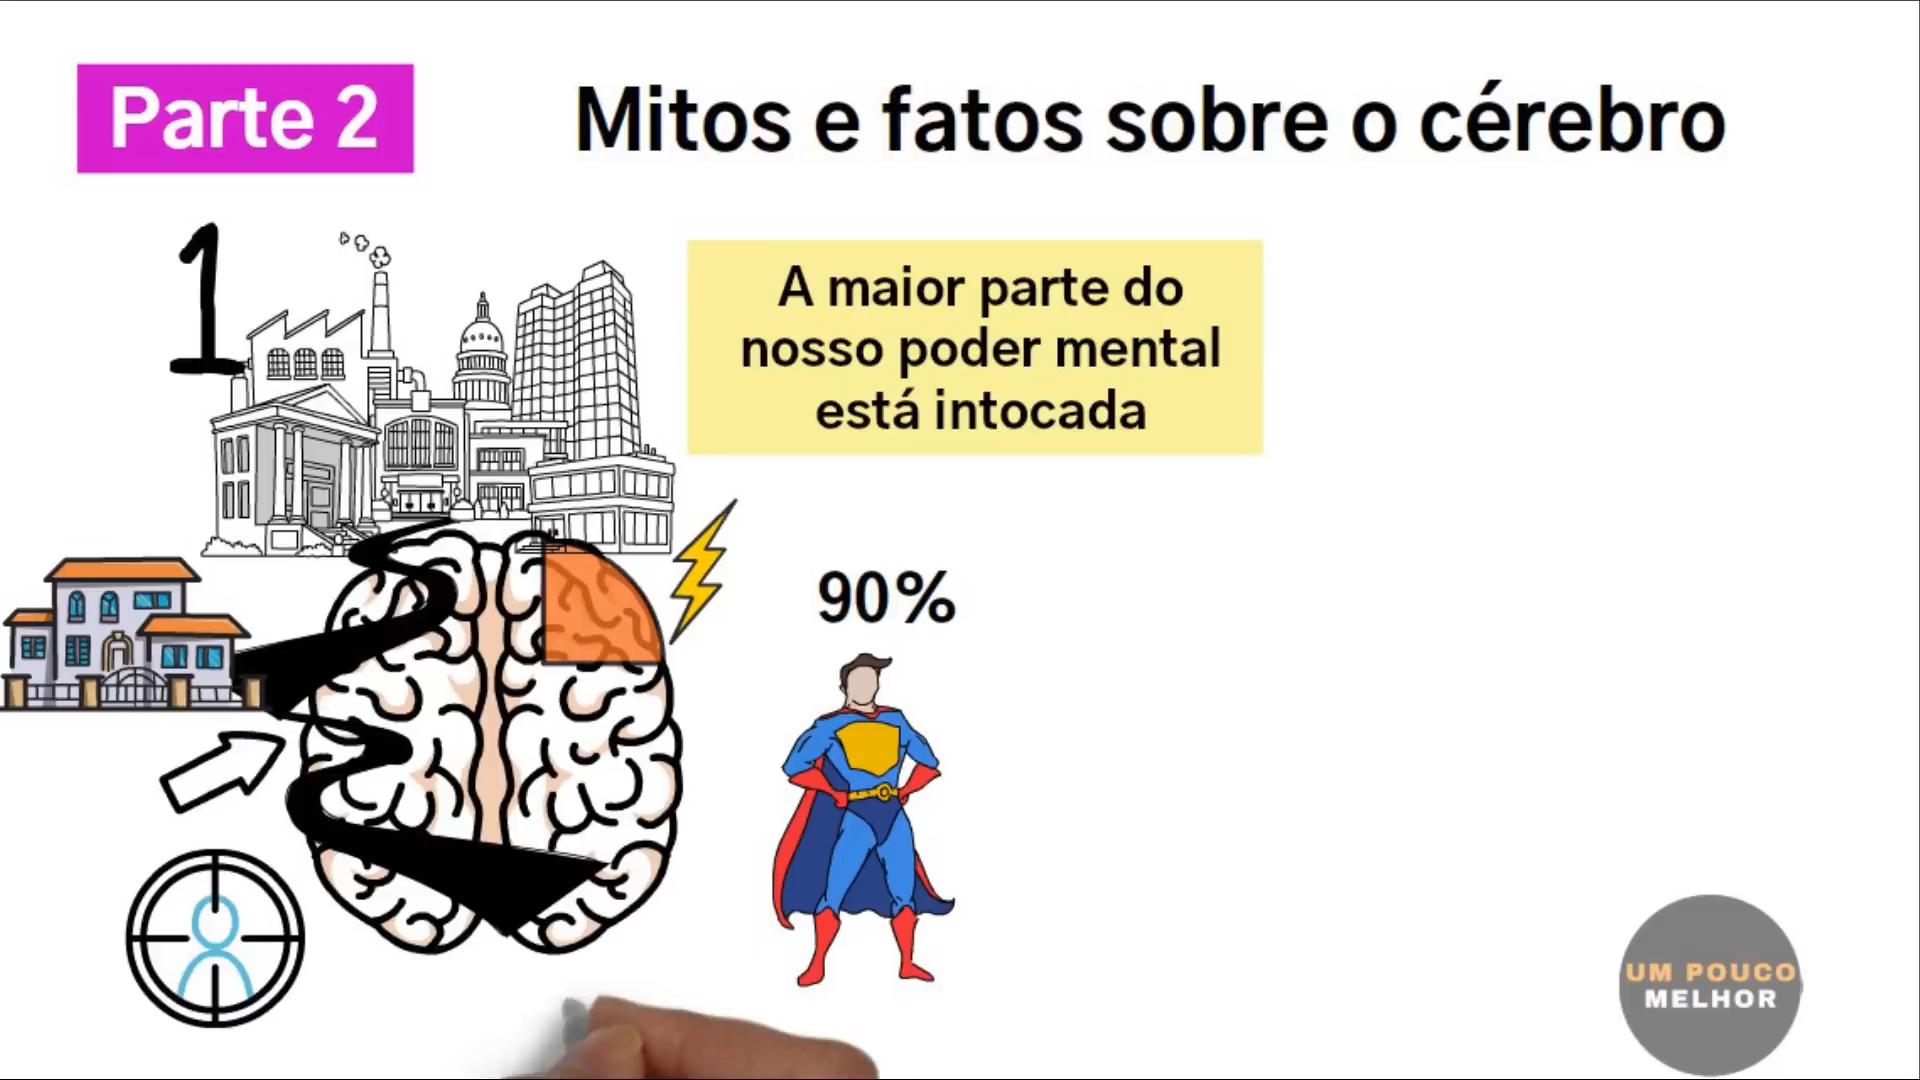 Parte 2
Mitos e fatos sobre o cérebro
1
A maior parte do
nosso poder mental
está intocada
90%
UM POUCO
MELHOR